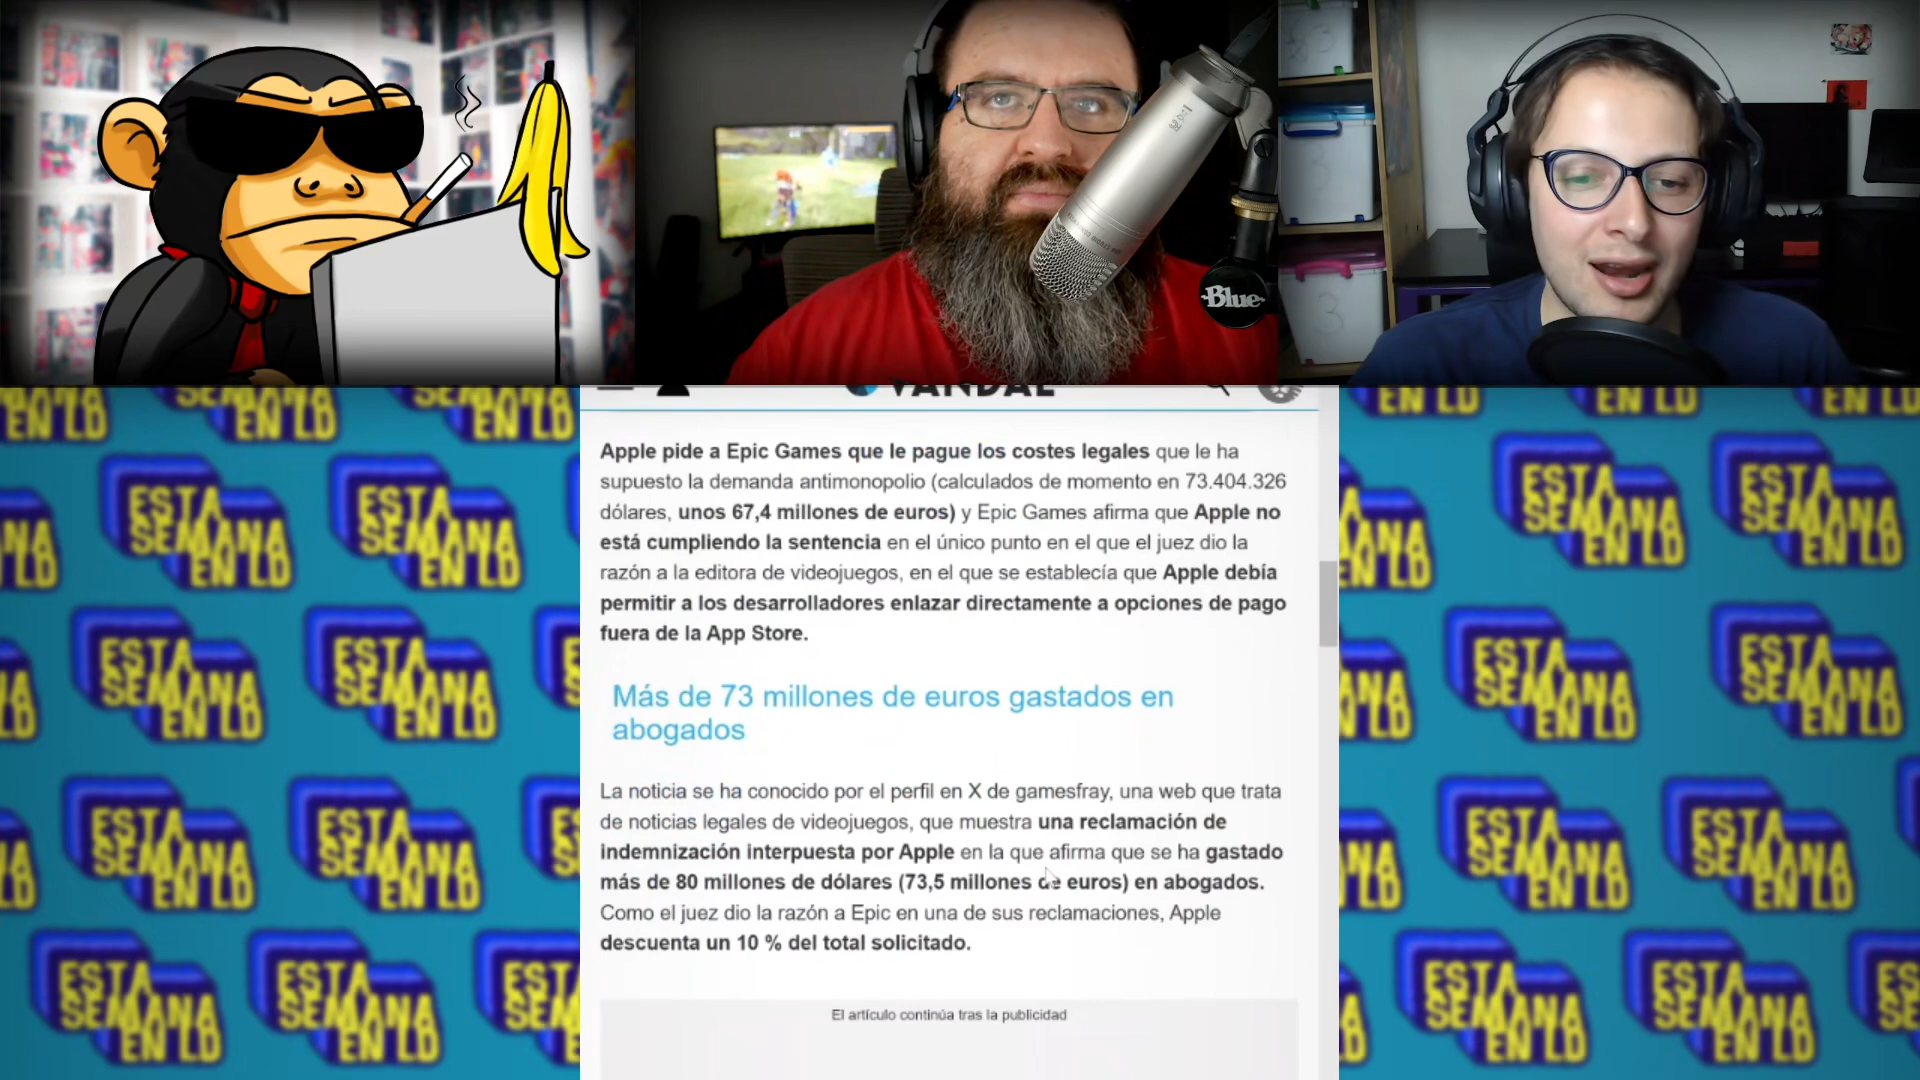 Blue
VANDAL
Apple pide a Epic Games que le pague los costes legales que le ha
supuesto la demanda antimonopolio (calculados de momento en 73.404.326
dólares, unos 67,4 millones de euros) y Epic Games afirma que Apple no
está cumpliendo la sentencia en el único punto en el que el juez dio la
razón a la editora de videojuegos, en el que se establecía que Apple debía
permitir a los desarrolladores enlazar directamente a opciones de pago
fuera de la App Store.
Más de 73 millones de euros gastados en
abogados
La noticia se ha conocido por el perfil en X de gamesfray, una web que trata
de noticias legales de videojuegos, que muestra una reclamación de
indemnización interpuesta por Apple en la que afirma que se ha gastado
más de 80 millones de dólares (73,5 millones de euros) en abogados.
Como el juez dio la razón a Epic en una de sus reclamaciones, Apple
descuenta un 10 % del total solicitado.
El artículo continúa tras la publicidad
ESTA
SEMANA
EN LD